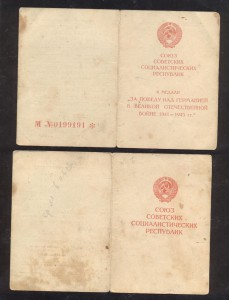 СОЮЗ
СОВЕТСКИХ
СОЦИАЛИСТИЧЕСКИХ
РЕСПУБЛИК
К МЕДАЛИ
"ЗА ПОБЕДУ НАД ГЕРМАНИЕЙ
В ВЕЛИКОЙ ОТЕЧЕСТВЕННОЙ
ВОЙНЕ 1941-1945 гг."
М №0199191
СОЮЗ
СОВЕТСКИХ
СОЦИАЛИСТИЧЕСКИХ
РЕСПУБЛИК